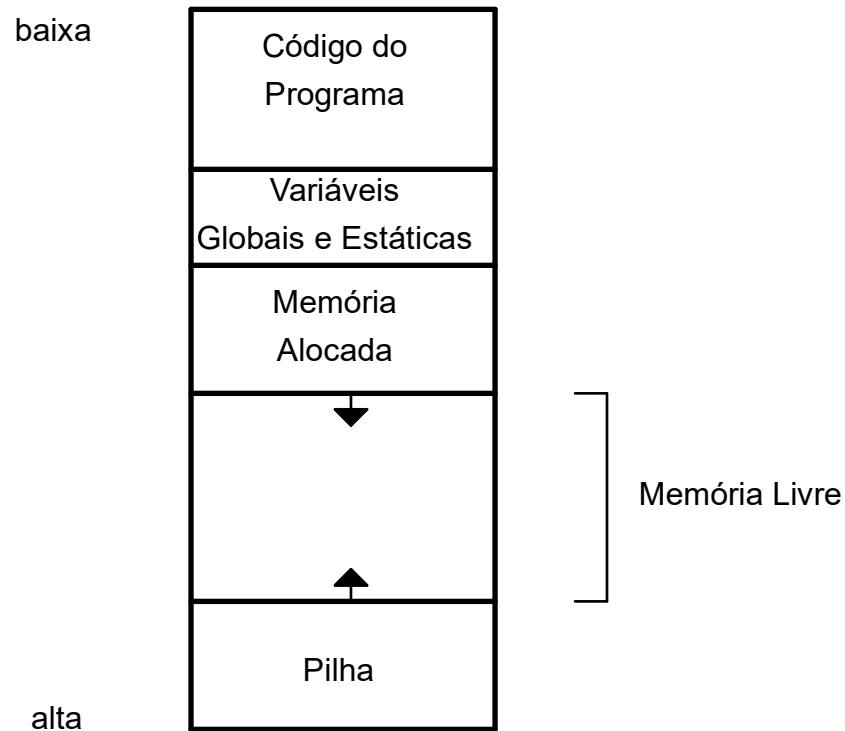 baixa
Código do
Programa
Variáveis
Globais e Estáticas
Memória
Alocada
Memória Livre
Pilha
alta